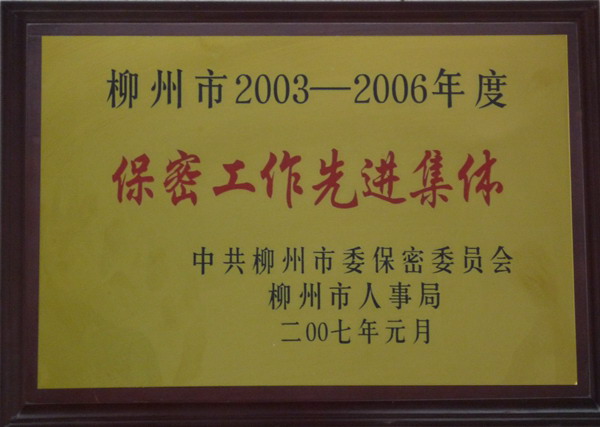 柳州市2003—2006年度
保密工作先进集体
中共柳州市委保密委员会
柳州市人事局
二00七年元月